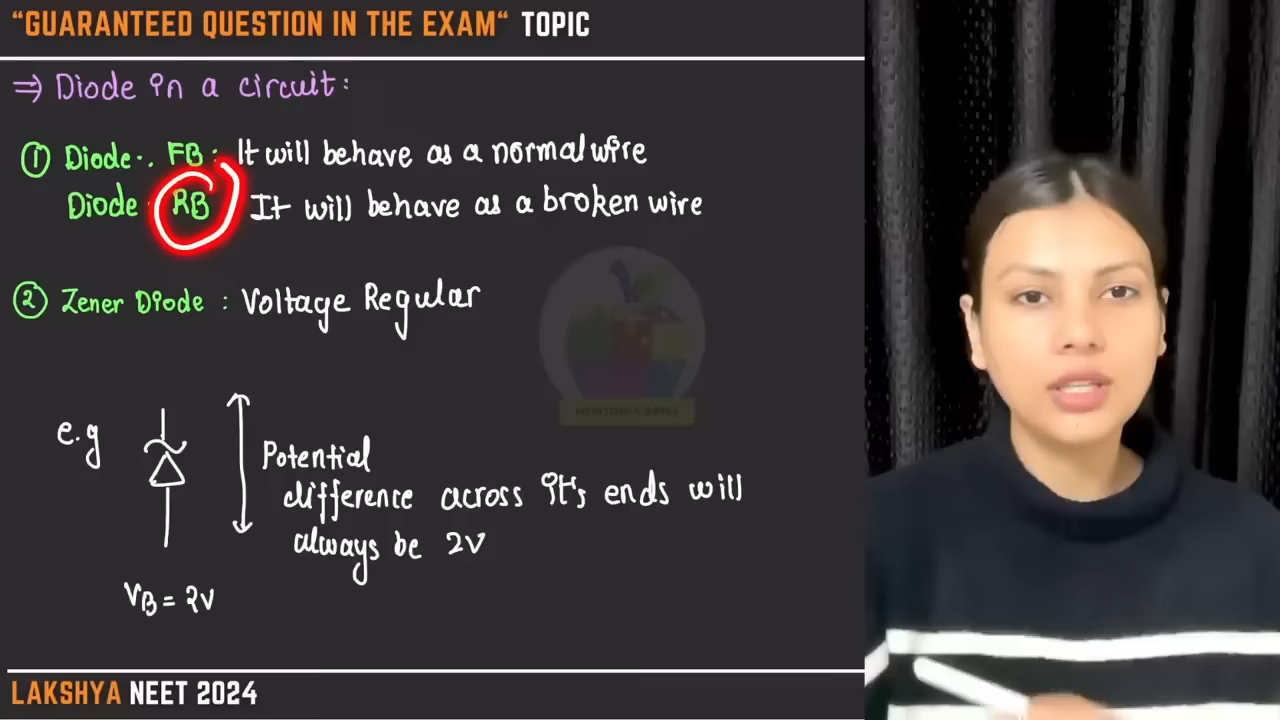 “GUARANTEED QUESTION IN THE EXAM“ TOPIC
⇒ Diode in a circuit:
① Diode:. FB: It will behave as a normal wire
Diode: RB It will behave as a broken wire
② Zener Diode: Voltage Regular
e.g
Potential
difference across it's ends will
always be 2V
VB = 2V
NEWTON'S APPLE
LAKSHYA NEET 2024